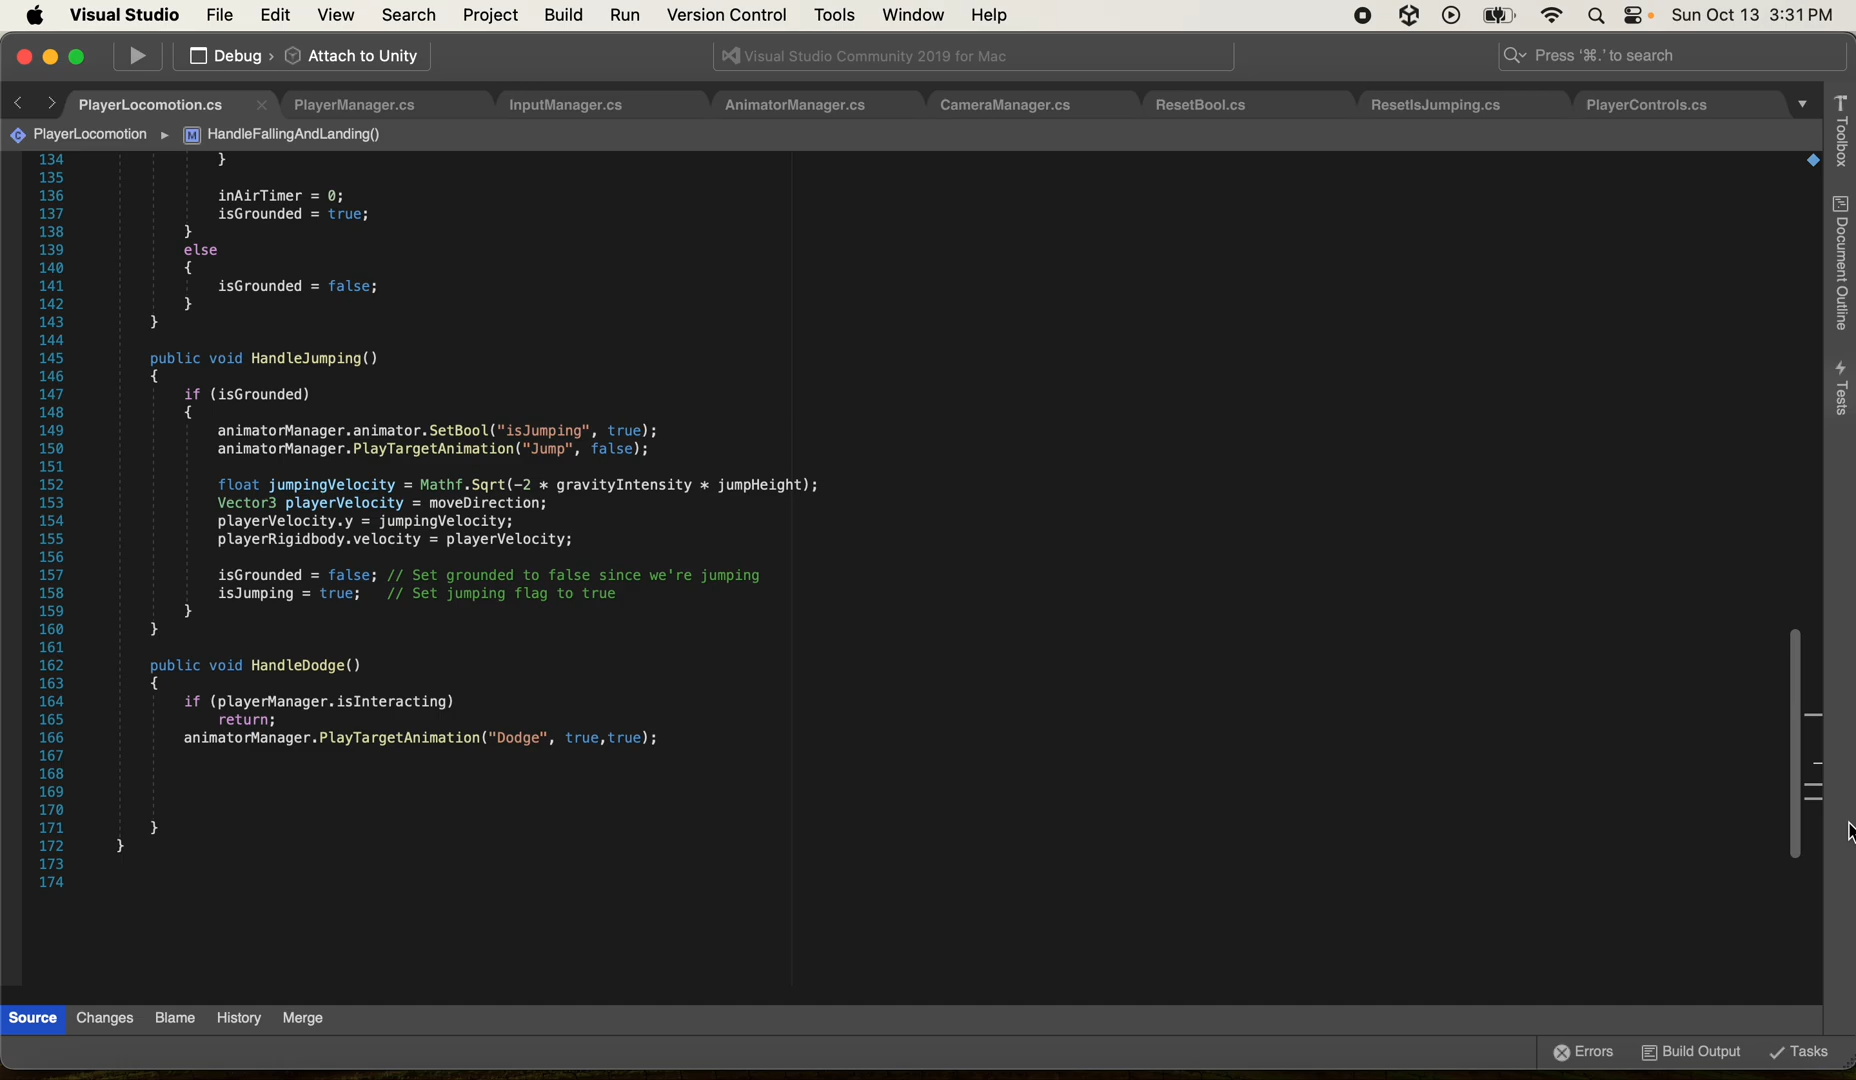 Visual Studio File Edit View Search Project Build Run Version Control Tools Window Help Sun Oct 13 3:31 PM
Debug › Attach to Unity Visual Studio Community 2019 for Mac Press ‘⌘.’ to search
PlayerLocomotion.cs PlayerManager.cs InputManager.cs AnimatorManager.cs CameraManager.cs ResetBool.cs ResetIsJumping.cs PlayerControls.cs
PlayerLocomotion ▸ M HandleFallingAndLanding()
134 }
135
136 inAirTimer = 0;
137 isGrounded = true;
138 }
139 else
140 {
141 isGrounded = false;
142 }
143 }
144
145 public void HandleJumping()
146 {
147 if (isGrounded)
148 {
149 animatorManager.animator.SetBool("isJumping", true);
150 animatorManager.PlayTargetAnimation("Jump", false);
151
152 float jumpingVelocity = Mathf.Sqrt(-2 * gravityIntensity * jumpHeight);
153 Vector3 playerVelocity = moveDirection;
154 playerVelocity.y = jumpingVelocity;
155 playerRigidbody.velocity = playerVelocity;
156
157 isGrounded = false; // Set grounded to false since we're jumping
158 isJumping = true; // Set jumping flag to true
159 }
160 }
161
162 public void HandleDodge()
163 {
164 if (playerManager.isInteracting)
165 return;
166 animatorManager.PlayTargetAnimation("Dodge", true,true);
167
168
169
170
171 }
172 }
173
174
Toolbox
Document Outline
Tests
Source Changes Blame History Merge
Errors Build Output Tasks